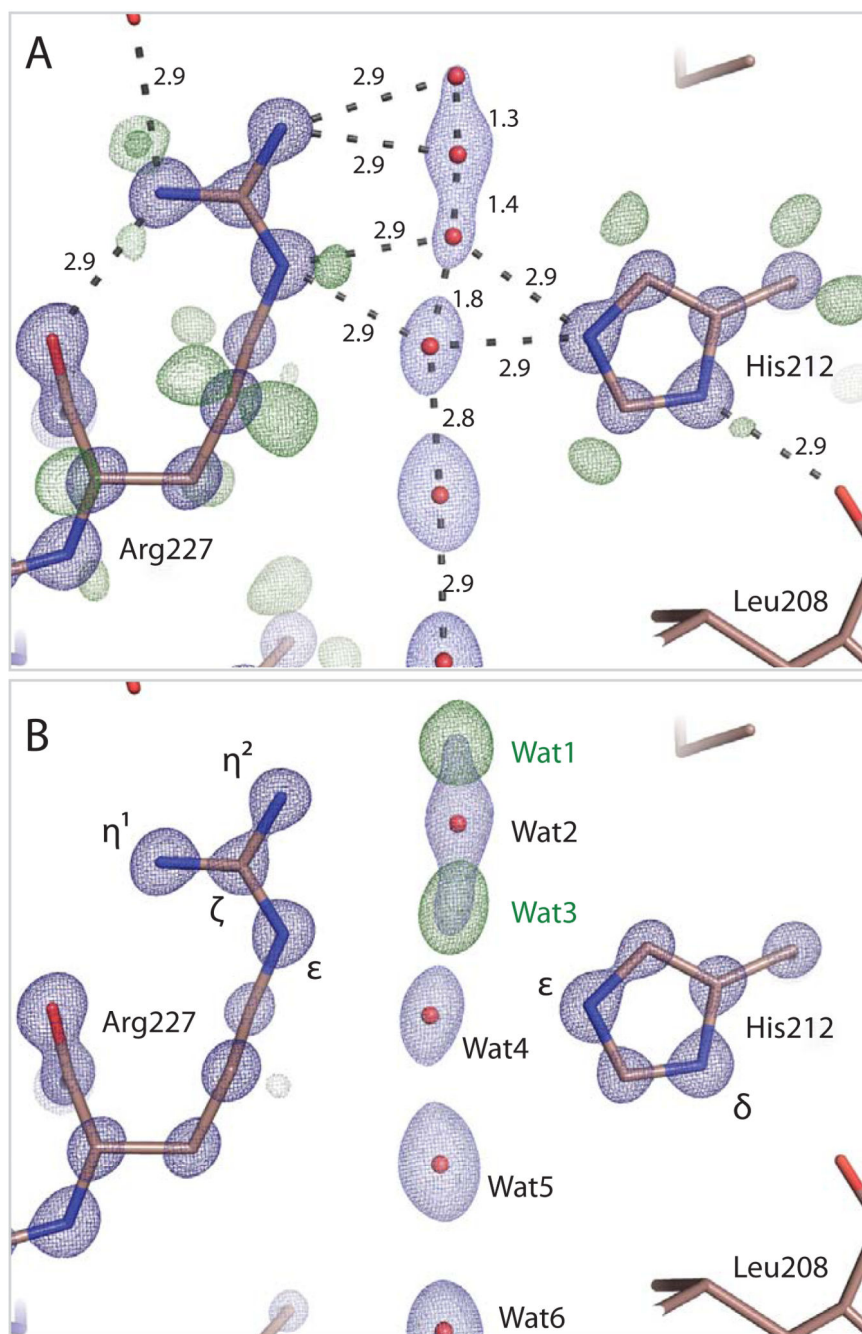 A
2.9
2.9
1.3
2.9
1.4
2.9
2.9
2.9
1.8
2.9
2.9
His212
2.8
2.9
Arg227
2.9
Leu208
B
η²
Wat1
η¹
Wat2
ζ
Wat3
ε
ε
Arg227
His212
Wat4
δ
Wat5
Leu208
Wat6